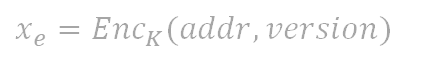 x_e = Enc_K(addr, version)